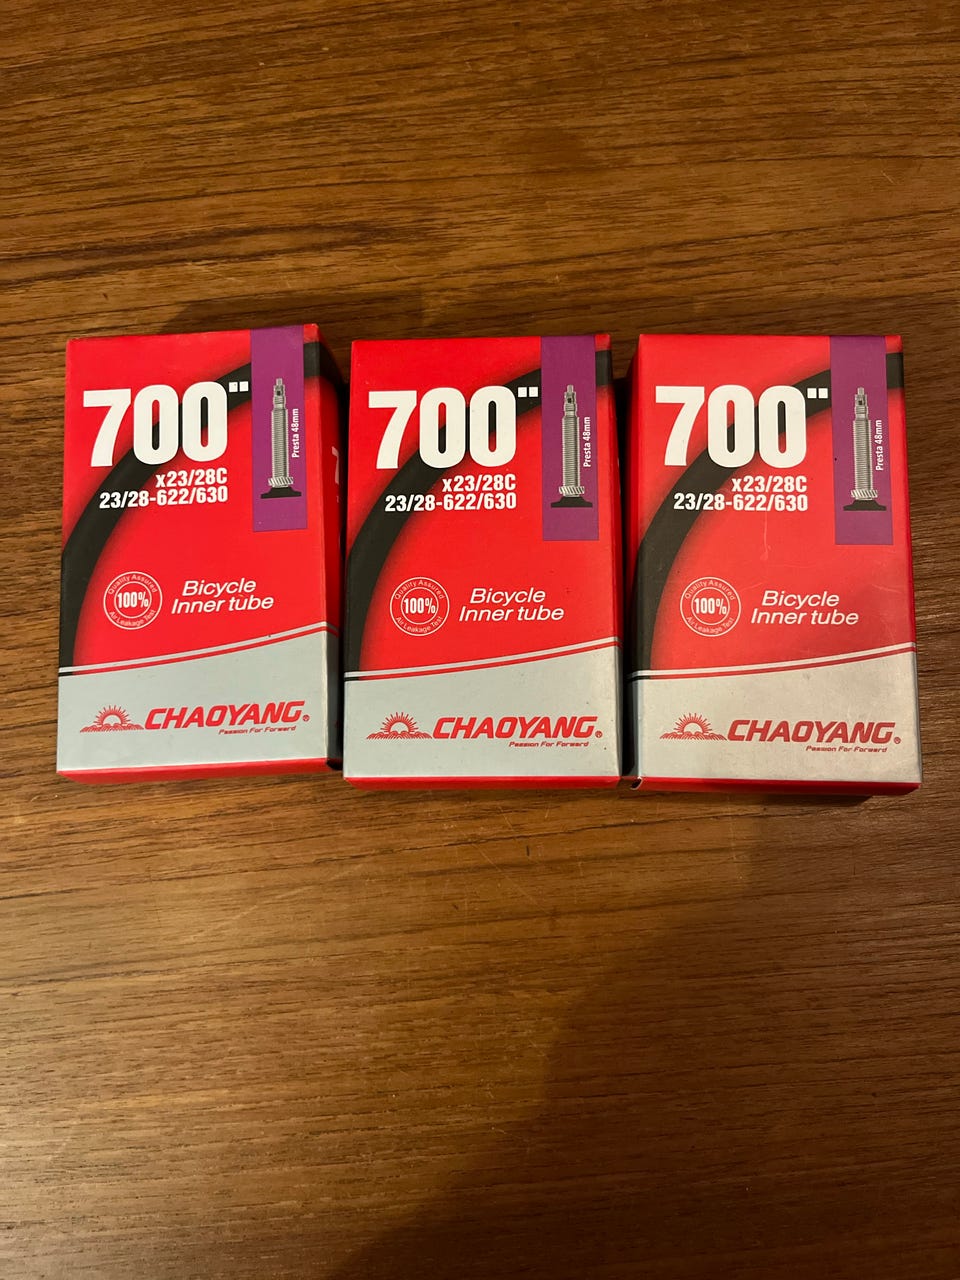 700"
x23/28C
23/28-622/630
Presta 48mm
Quality Assured
100%
Air Leakage Test
Bicycle
Inner tube
CHAOYANG®
Passion For Forward
700"
x23/28C
23/28-622/630
Presta 48mm
Quality Assured
100%
Air Leakage Test
Bicycle
Inner tube
CHAOYANG®
Passion For Forward
700"
x23/28C
23/28-622/630
Presta 48mm
Quality Assured
100%
Air Leakage Test
Bicycle
Inner tube
CHAOYANG®
Passion For Forward